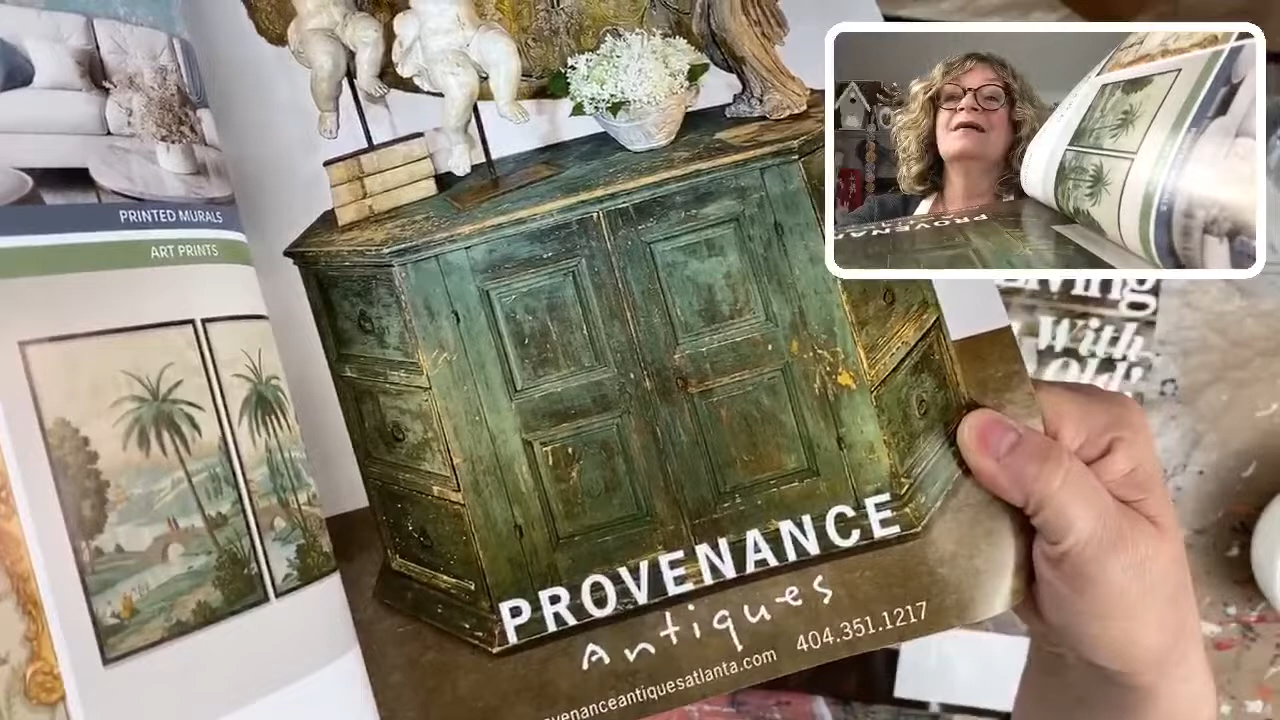 PRINTED MURALS
ART PRINTS
PROVENANCE
Antiques
404.351.1217
venanceantiquesatlanta.com
Living
With
Old!
PROVENA